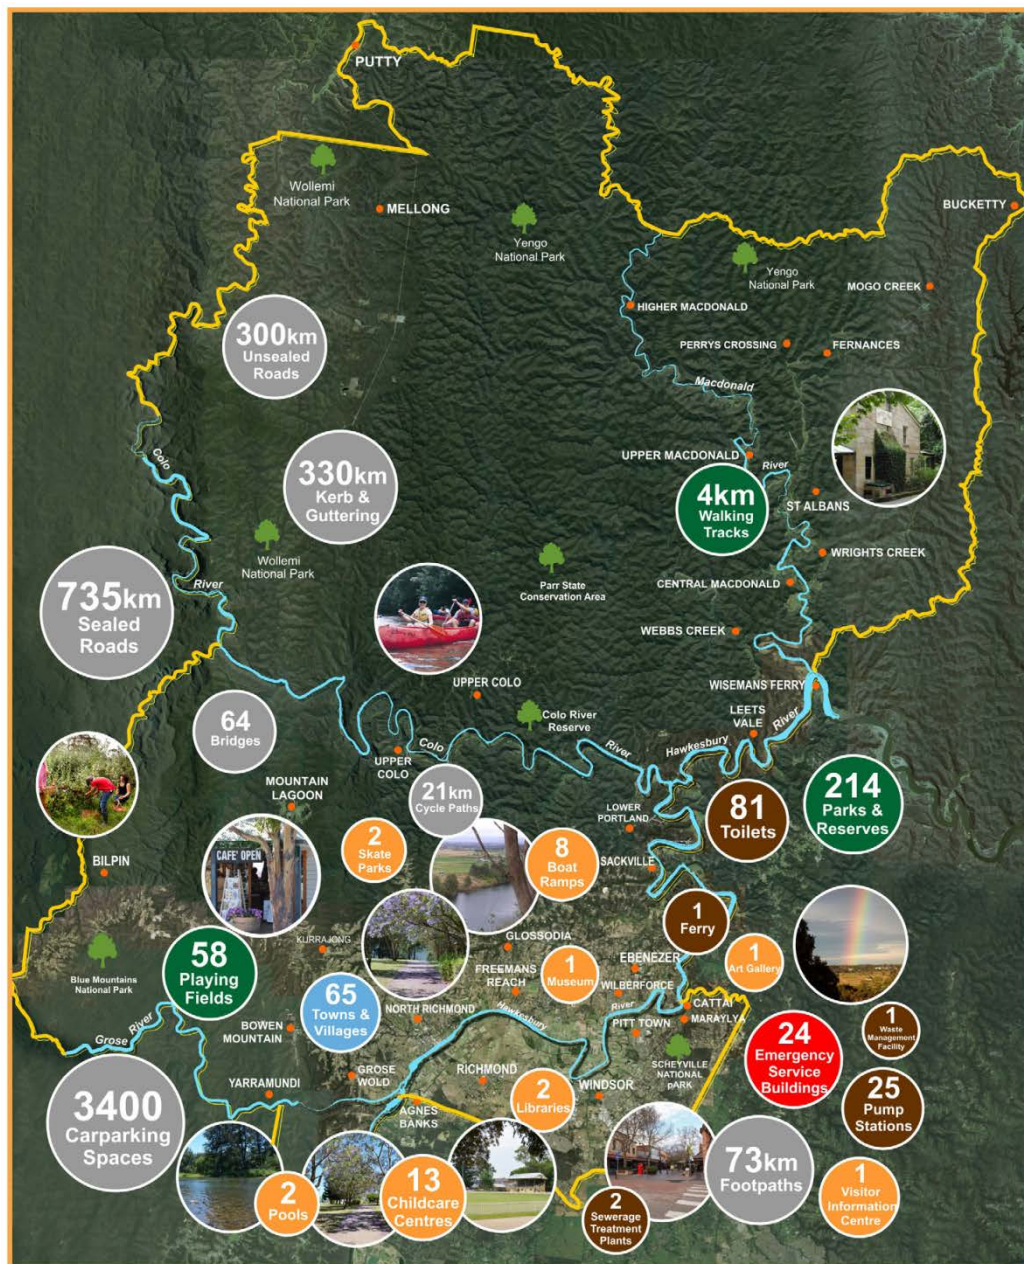 PUTTY
Wollemi
National Park
MELLONG
Yengo
National Park
BUCKETTY
Yengo
National Park
MOGO CREEK
HIGHER MACDONALD
300km
Unsealed
Roads
PERRYS CROSSING
FERNANCES
Macdonald
Colo
330km
Kerb &
Guttering
UPPER MACDONALD
River
4km
Walking
Tracks
ST ALBANS
Wollemi
National Park
River
Parr State
Conservation Area
WRIGHTS CREEK
CENTRAL MACDONALD
735km
Sealed
Roads
WEBBS CREEK
UPPER COLO
WISEMANS FERRY
64
Bridges
Colo River
Reserve
LEETS
VALE
River
Hawkesbury
UPPER
COLO
Colo
River
MOUNTAIN
LAGOON
21km
Cycle Paths
LOWER
PORTLAND
81
Toilets
214
Parks &
Reserves
2
Skate
Parks
8
Boat
Ramps
SACKVILLE
BILPIN
CAFE' OPEN
1
Ferry
KURRAJONG
GLOSSODIA
Blue Mountains
National Park
58
Playing
Fields
FREEMANS
REACH
1
Museum
EBENEZER
1
Art Gallery
65
Towns &
Villages
WILBERFORCE
NORTH RICHMOND
Hawkesbury
River
CATTAI
MARAYLYA
PITT TOWN
1
Waste
Management
Facility
Grose
River
BOWEN
MOUNTAIN
24
Emergency
Service
Buildings
SCHEYVILLE
NATIONAL
pARK
GROSE
WOLD
RICHMOND
YARRAMUNDI
WINDSOR
2
Libraries
AGNES
BANKS
25
Pump
Stations
3400
Carparking
Spaces
73km
Footpaths
2
Pools
13
Childcare
Centres
2
Sewerage
Treatment
Plants
1
Visitor
Information
Centre